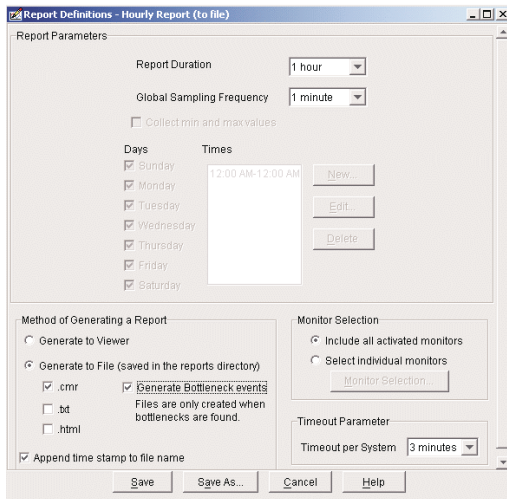 Report Definitions - Hourly Report (to file)
Report Parameters
Report Duration
1 hour
Global Sampling Frequency
1 minute
Collect min and max values
Days
Times
Sunday
Monday
Tuesday
Wednesday
Thursday
Friday
Saturday
12:00 AM-12:00 AM
New...
Edit...
Delete
Method of Generating a Report
Generate to Viewer
Generate to File (saved in the reports directory)
.cmr
Generate Bottleneck events
.txt
Files are only created when
bottlenecks are found.
.html
Append time stamp to file name
Monitor Selection
Include all activated monitors
Select individual monitors
Monitor Selection...
Timeout Parameter
Timeout per System
3 minutes
Save
Save As...
Cancel
Help